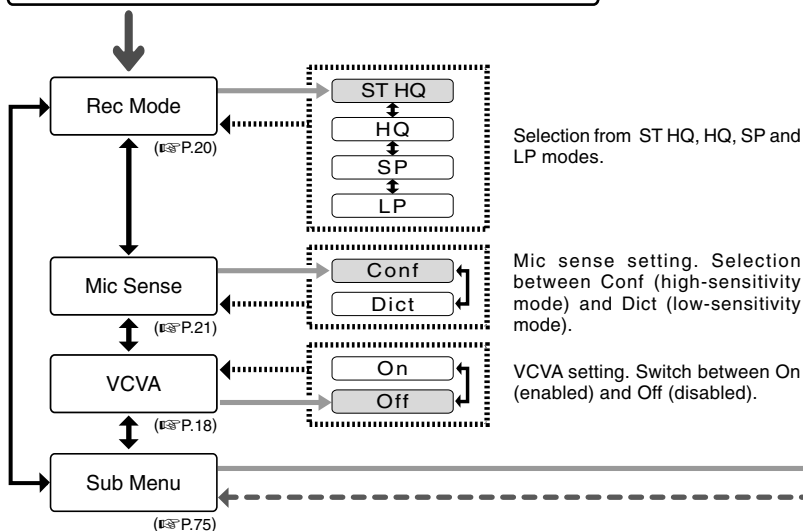 Rec Mode
(☞P.20)
ST HQ
HQ
SP
LP
Selection from ST HQ, HQ, SP and
LP modes.
Mic Sense
(☞P.21)
Conf
Dict
Mic sense setting. Selection
between Conf (high-sensitivity
mode) and Dict (low-sensitivity
mode).
VCVA
(☞P.18)
On
Off
VCVA setting. Switch between On
(enabled) and Off (disabled).
Sub Menu
(☞P.75)